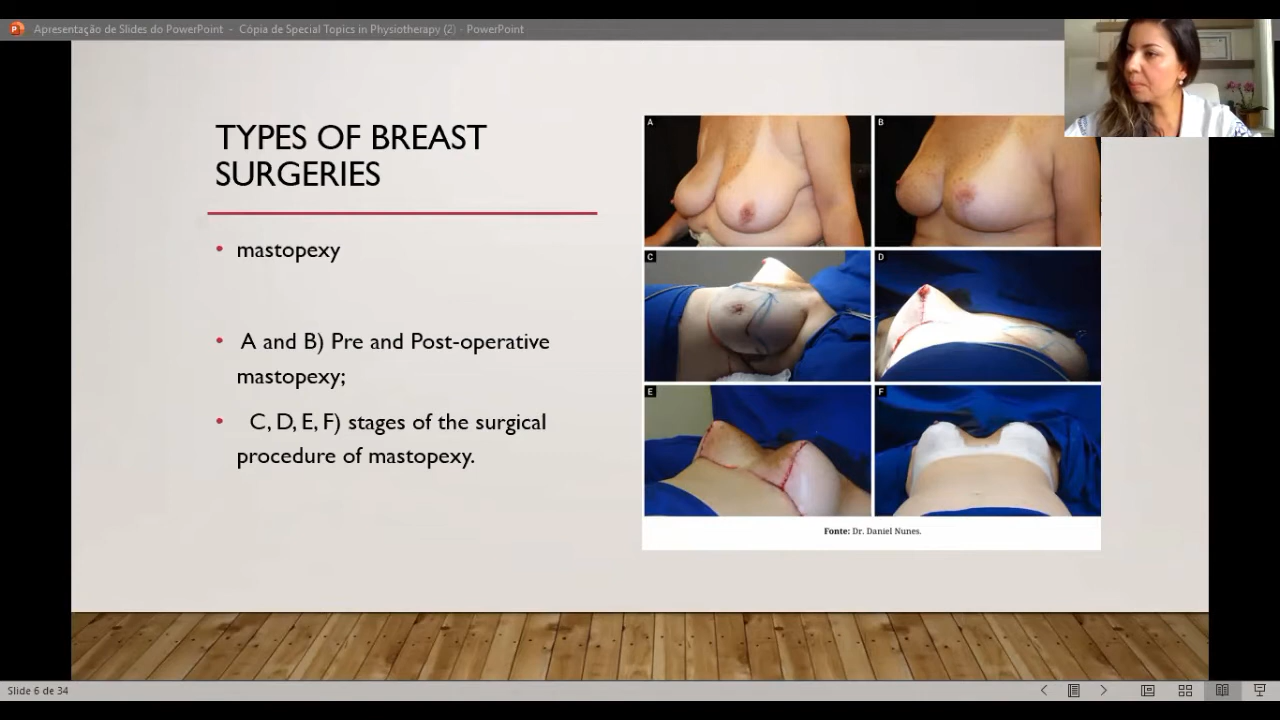 Apresentação de Slides do PowerPoint - Cópia de Special Topics in Physiotherapy (2) - PowerPoint
TYPES OF BREAST
SURGERIES
• mastopexy
• A and B) Pre and Post-operative
mastopexy;
• C, D, E, F) stages of the surgical
procedure of mastopexy.
A
B
C
D
E
F
Fonte: Dr. Daniel Nunes.
Slide 6 de 34